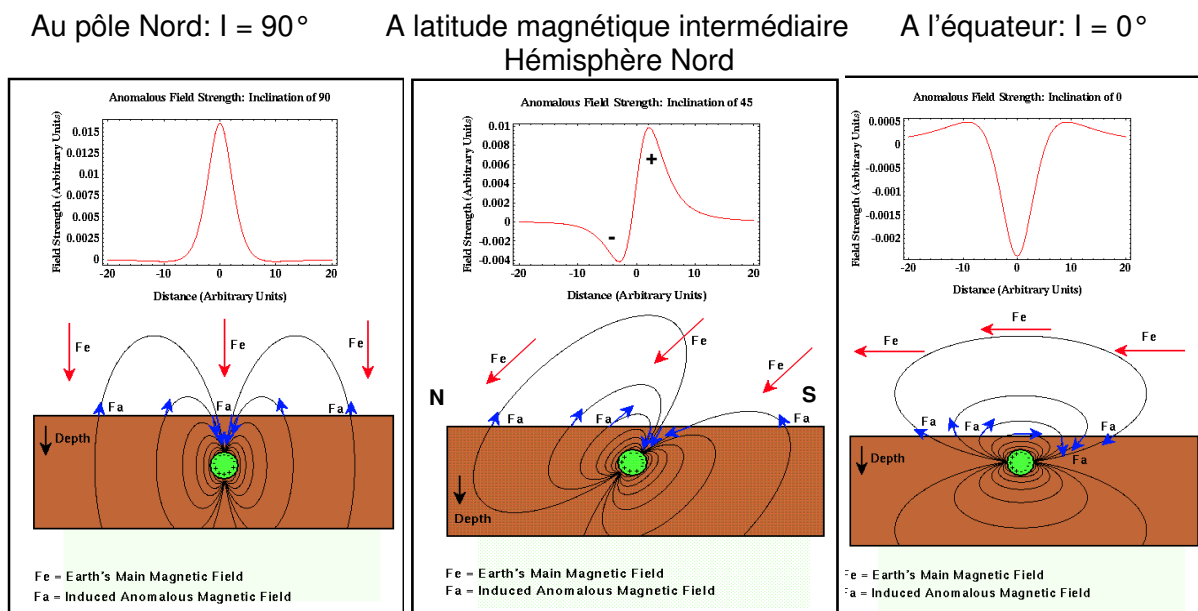 Au pôle Nord: I = 90°
A latitude magnétique intermédiaire
Hémisphère Nord
A l'équateur: I = 0°
Anomalous Field Strength: Inclination of 90
Field Strength (Arbitrary Units)
0.015
0.0125
0.01
0.0075
0.005
0.0025
0
-20
-10
0
10
20
Distance (Arbitrary Units)
Fe
Fe
Fe
Fa
Fa
Fa
Depth
Fe = Earth's Main Magnetic Field
Fa = Induced Anomalous Magnetic Field
Anomalous Field Strength: Inclination of 45
Field Strength (Arbitrary Units)
0.01
0.008
0.006
0.004
0.002
0
-0.002
-0.004
+
-
-20
-10
0
10
20
Distance (Arbitrary Units)
Fe
Fe
Fe
N
S
Fa
Fa
Fa
Depth
Fe = Earth's Main Magnetic Field
Fa = Induced Anomalous Magnetic Field
Anomalous Field Strength: Inclination of 0
Field Strength (Arbitrary Units)
0.0005
0
-0.0005
-0.001
-0.0015
-0.002
-20
-10
0
10
20
Distance (Arbitrary Units)
Fe
Fe
Fe
Fa
Fa
Fa
Fa
Depth
Fe = Earth's Main Magnetic Field
Fa = Induced Anomalous Magnetic Field